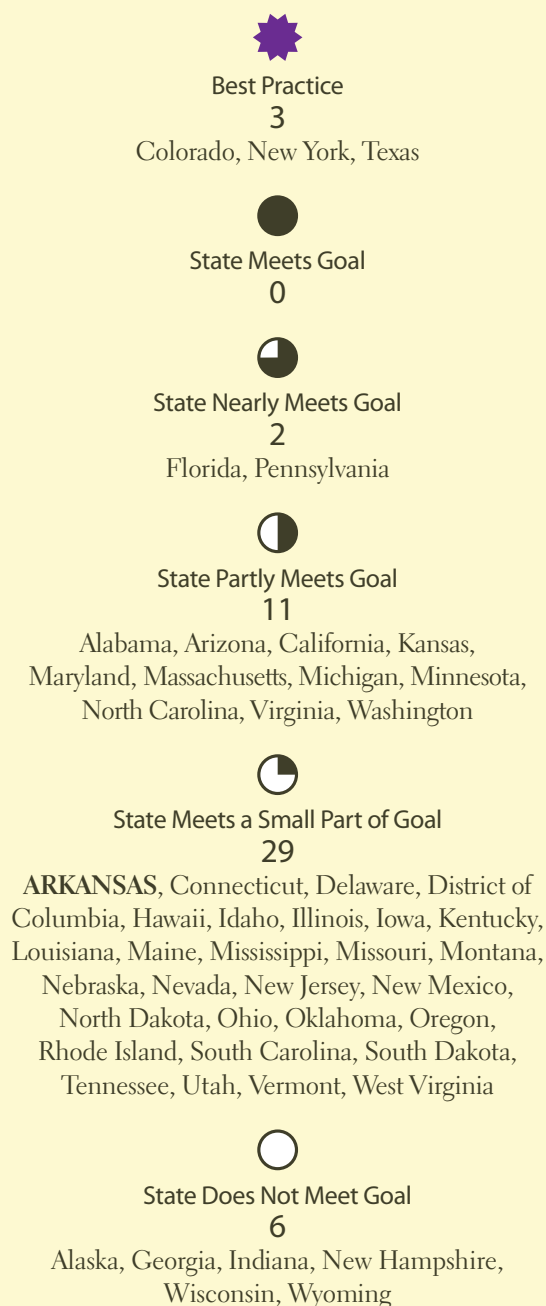 Best Practice
3
Colorado, New York, Texas
State Meets Goal
0
State Nearly Meets Goal
2
Florida, Pennsylvania
State Partly Meets Goal
11
Alabama, Arizona, California, Kansas,
Maryland, Massachusetts, Michigan, Minnesota,
North Carolina, Virginia, Washington
State Meets a Small Part of Goal
29
ARKANSAS, Connecticut, Delaware, District of
Columbia, Hawaii, Idaho, Illinois, Iowa, Kentucky,
Louisiana, Maine, Mississippi, Missouri, Montana,
Nebraska, Nevada, New Jersey, New Mexico,
North Dakota, Ohio, Oklahoma, Oregon,
Rhode Island, South Carolina, South Dakota,
Tennessee, Utah, Vermont, West Virginia
State Does Not Meet Goal
6
Alaska, Georgia, Indiana, New Hampshire,
Wisconsin, Wyoming